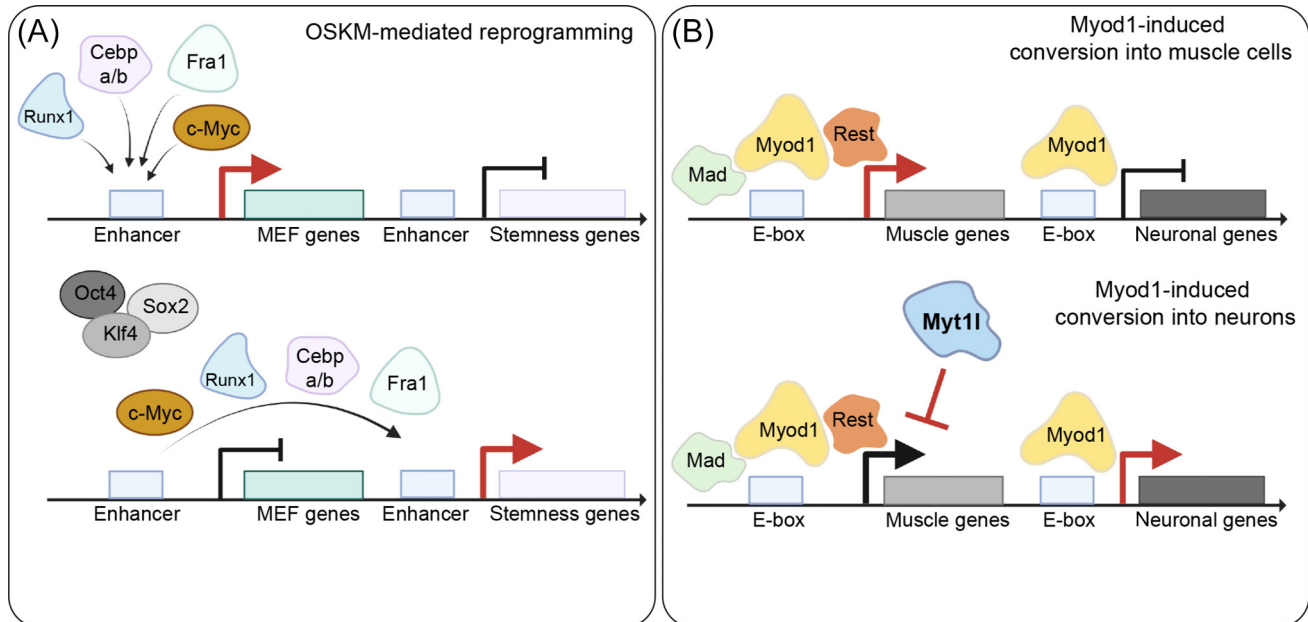 (A)
OSKM-mediated reprogramming
Cebp
a/b
Fra1
Runx1
c-Myc
Enhancer
MEF genes
Enhancer
Stemness genes
Oct4
Sox2
Klf4
c-Myc
Runx1
Cebp
a/b
Fra1
Enhancer
MEF genes
Enhancer
Stemness genes
(B)
Myod1-induced
conversion into muscle cells
Mad
Myod1
Rest
Myod1
E-box
Muscle genes
E-box
Neuronal genes
Myod1-induced
conversion into neurons
Myt1l
Mad
Myod1
Rest
Myod1
E-box
Muscle genes
E-box
Neuronal genes